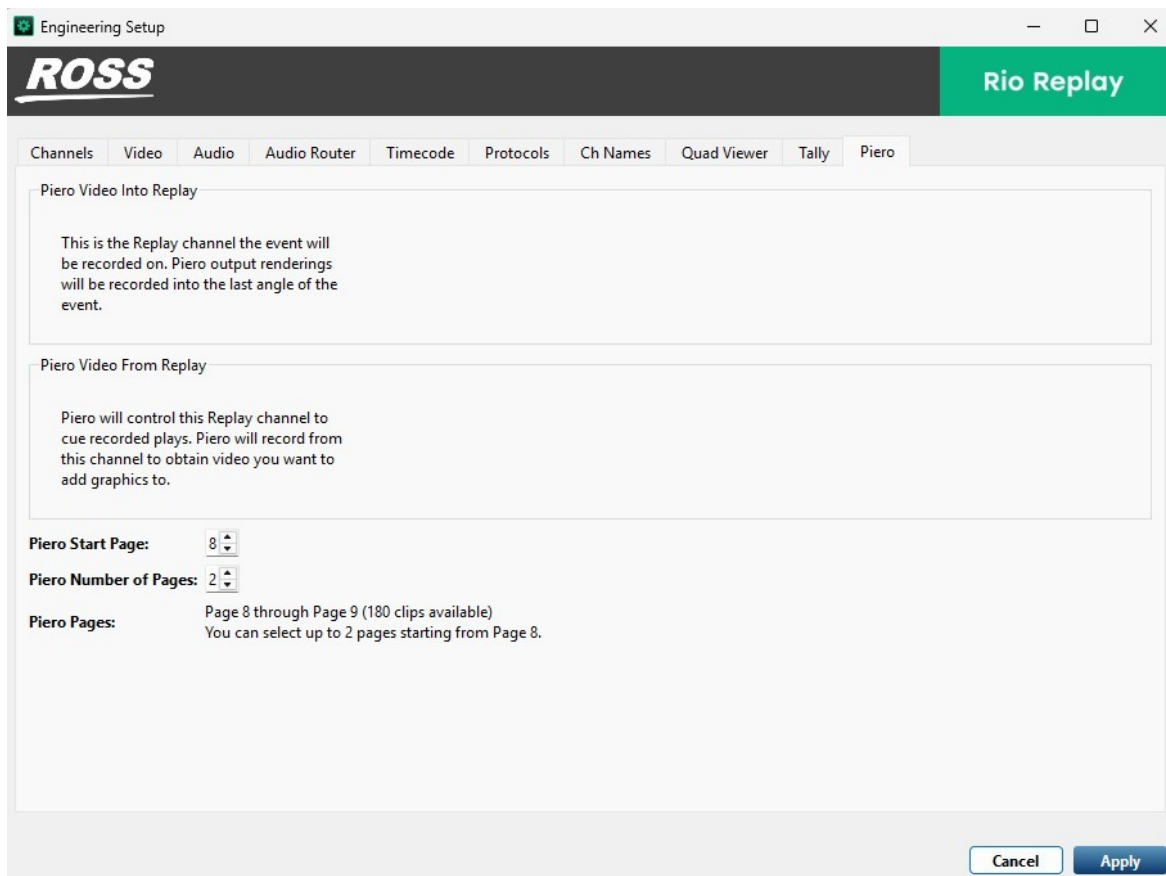 Engineering Setup
ROSS
Rio Replay
Channels Video Audio Audio Router Timecode Protocols Ch Names Quad Viewer Tally Piero
Piero Video Into Replay
This is the Replay channel the event will
be recorded on. Piero output renderings
will be recorded into the last angle of the
event.
Piero Video From Replay
Piero will control this Replay channel to
cue recorded plays. Piero will record from
this channel to obtain video you want to
add graphics to.
Piero Start Page: 8
Piero Number of Pages: 2
Piero Pages: Page 8 through Page 9 (180 clips available)
You can select up to 2 pages starting from Page 8.
Cancel Apply